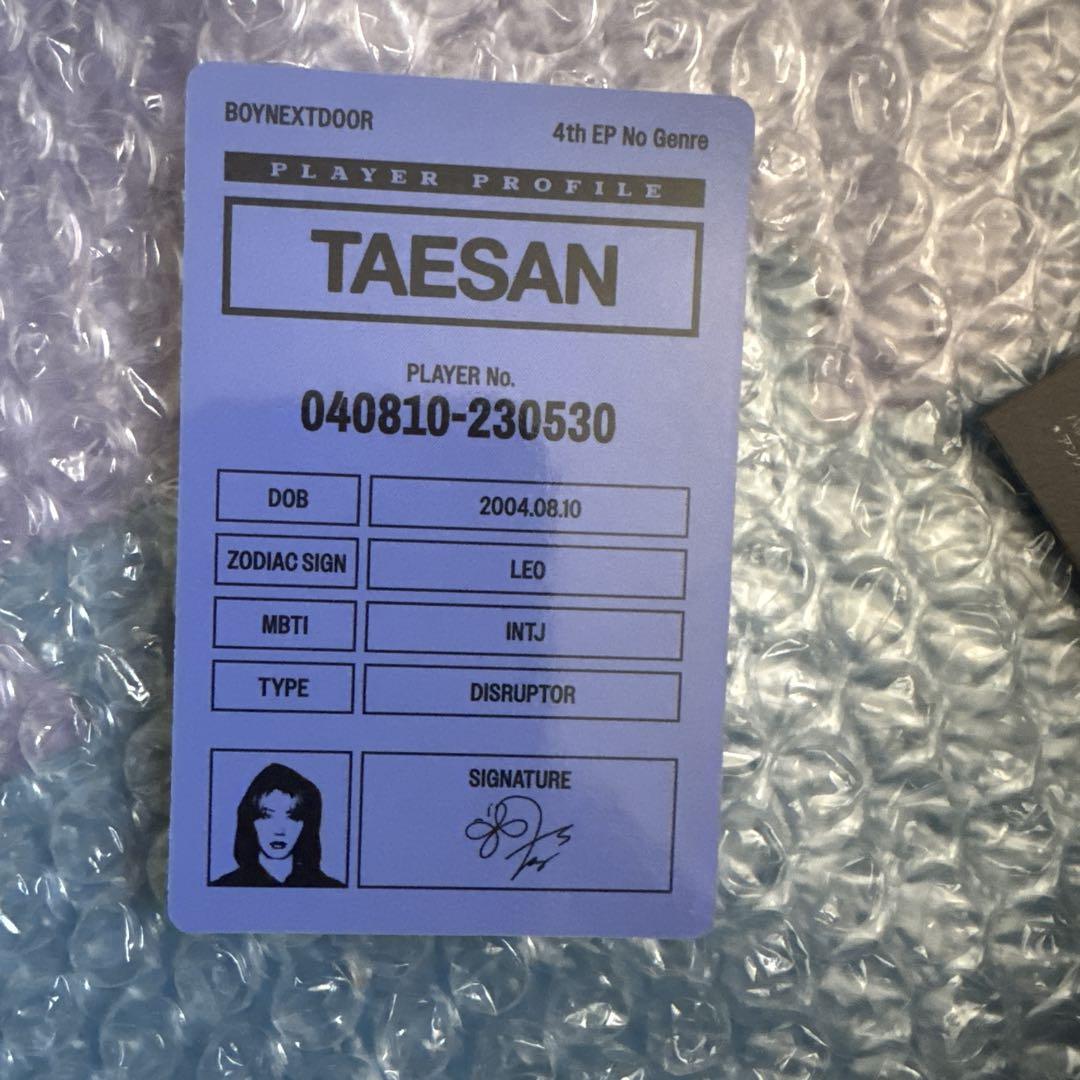 BOYNEXTDOOR
4th EP No Genre
PLAYER PROFILE
TAESAN
PLAYER No.
040810-230530
DOB
2004.08.10
ZODIAC SIGN
LEO
MBTI
INTJ
TYPE
DISRUPTOR
SIGNATURE